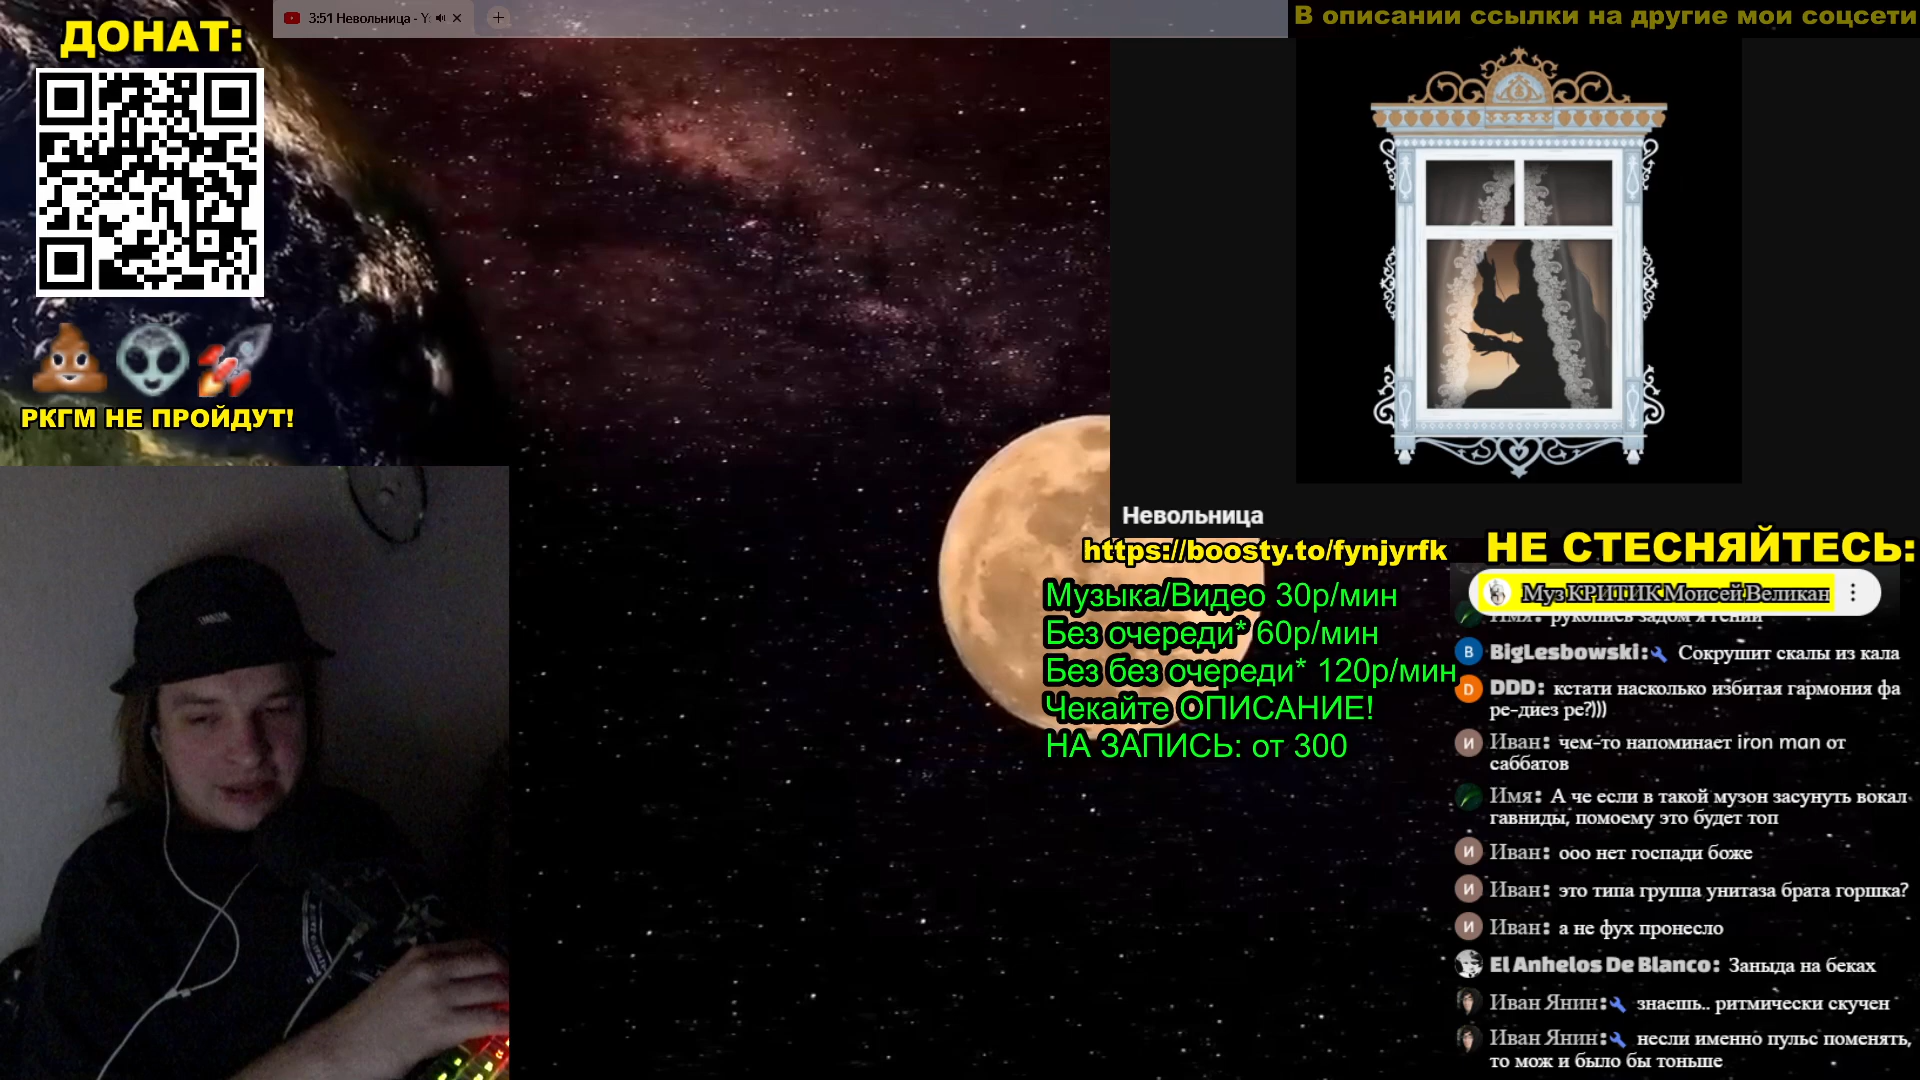 3:51 Невольница - Y
В описании ссылки на другие мои соцсети
ДОНАТ:
РКГМ НЕ ПРОЙДУТ!
Невольница
https://boosty.to/fynjyrfk
Музыка/Видео 30р/мин
Без очереди* 60р/мин
Без без очереди* 120р/мин
Чекайте ОПИСАНИЕ!
НА ЗАПИСЬ: от 300
НЕ СТЕСНЯЙТЕСЬ:
Муз КРИТИК Моисей Великан
Имя: рукопись задом я гений
BigLesbowski: Сокрушит скалы из кала
DDD: кстати насколько избитая гармония фа
ре-диез ре?)))
Иван: чем-то напоминает iron man от
саббатов
Имя: А че если в такой музон засунуть вокал
гавниды, помоему это будет топ
Иван: ооо нет госпади боже
Иван: это типа группа унитаза брата горшка?
Иван: а не фух пронесло
El Anhelos De Blanco: Заныда на беках
Иван Янин: знаешь.. ритмически скучен
Иван Янин: несли именно пульс поменять,
то мож и было бы тоньше